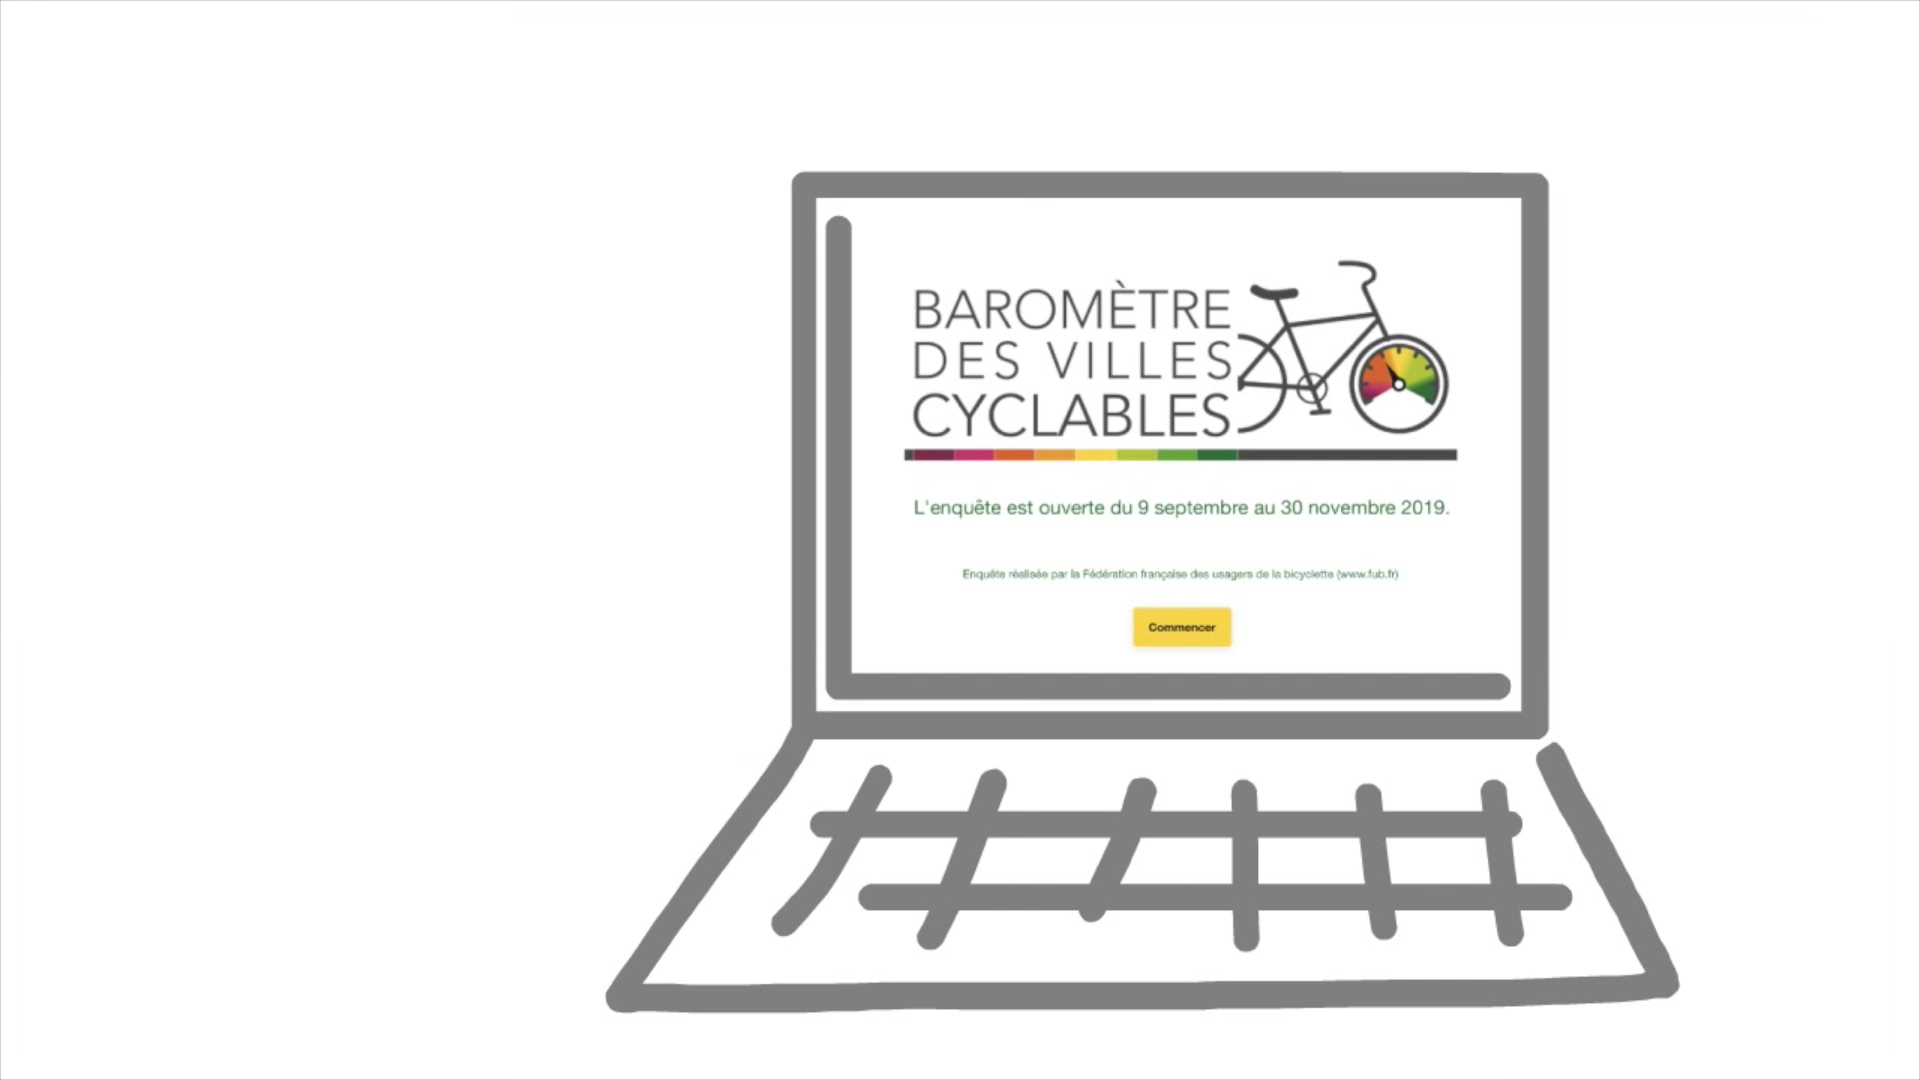 BAROMÈTRE
DES VILLES
CYCLABLES
L'enquête est ouverte du 9 septembre au 30 novembre 2019.
Enquête réalisée par la Fédération française des usagers de la bicyclette (www.fub.fr)
Commencer